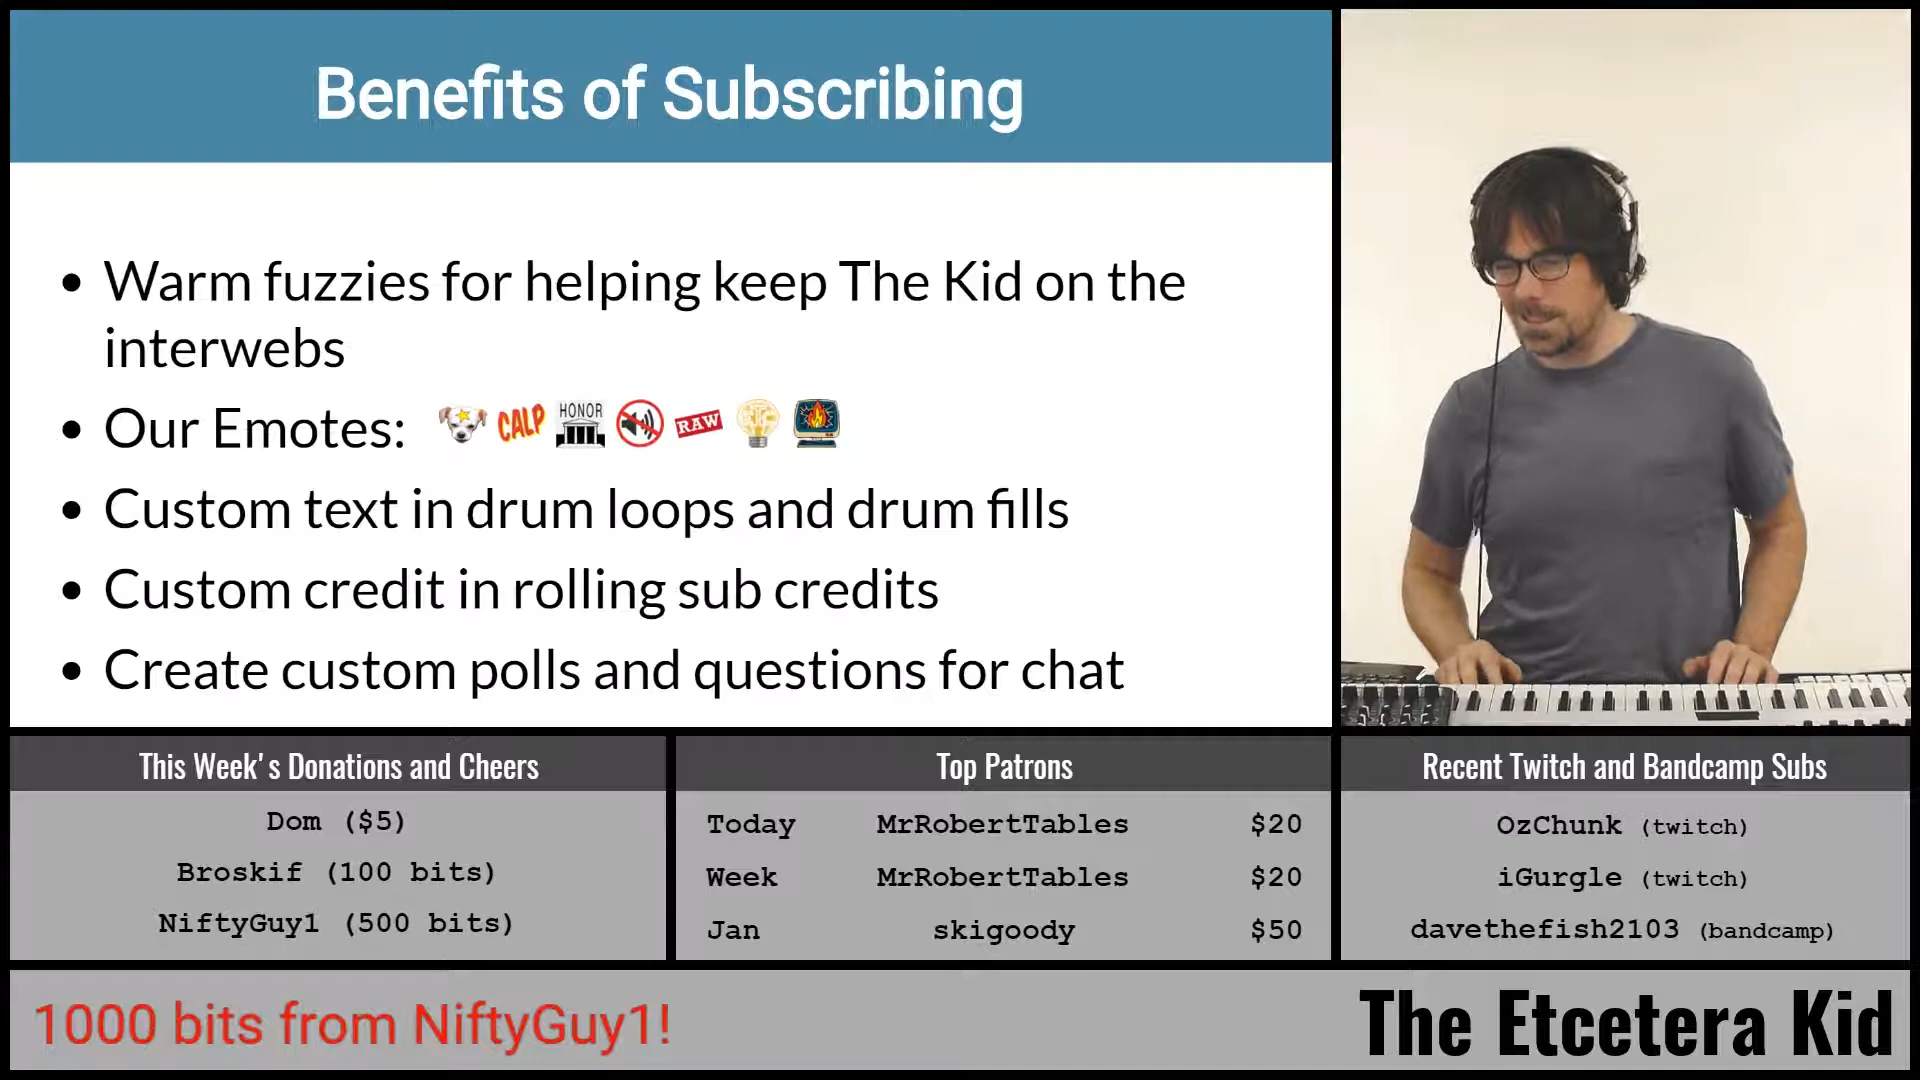 Benefits of Subscribing
• Warm fuzzies for helping keep The Kid on the
interwebs
• Our Emotes: CALP HONOR RAW
• Custom text in drum loops and drum fills
• Custom credit in rolling sub credits
• Create custom polls and questions for chat
This Week's Donations and Cheers
Dom ($5)
Broskif (100 bits)
NiftyGuy1 (500 bits)
Top Patrons
Today MrRobertTables $20
Week MrRobertTables $20
Jan skigoody $50
Recent Twitch and Bandcamp Subs
OzChunk (twitch)
iGurgle (twitch)
davethefish2103 (bandcamp)
1000 bits from NiftyGuy1!
The Etcetera Kid